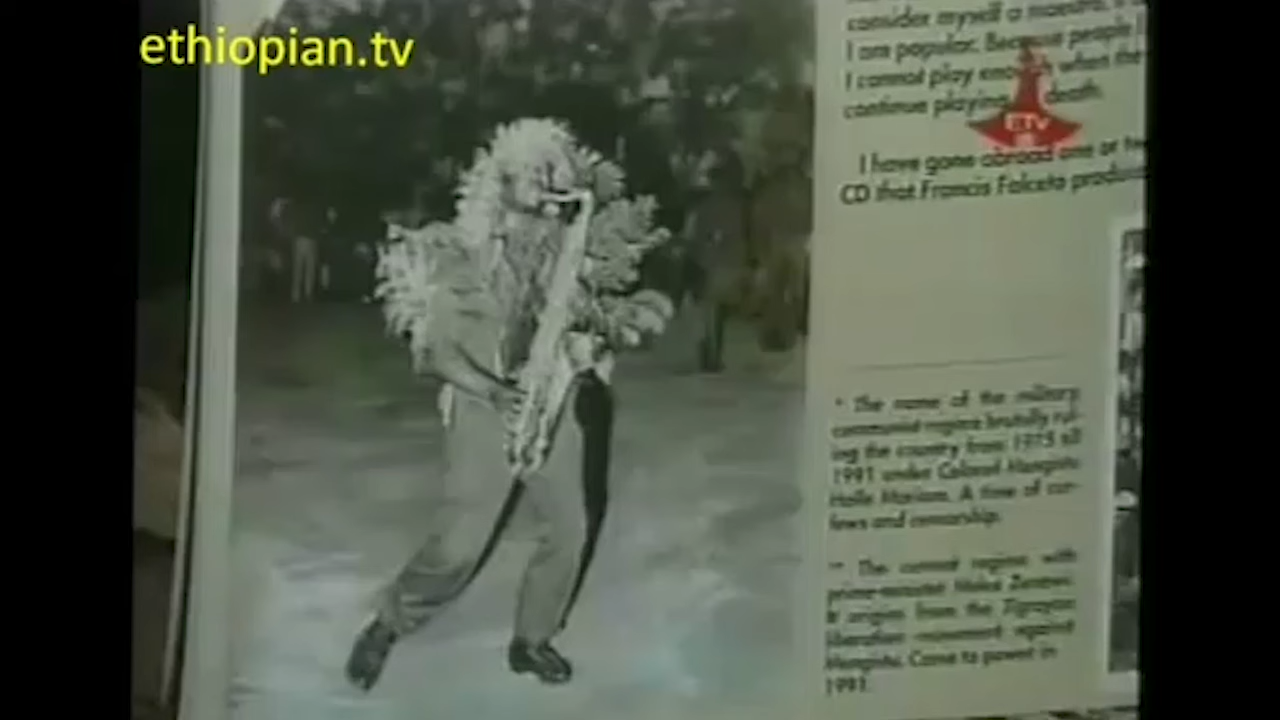 ethiopian.tv
consider myself a maestro,
I am popular. Because people
I cannot play enough when the
continue playing death.
ETV
I have gone abroad one or
CD that Francis Falceto
* The name of the military
communist regime brutally rul-
ing the country from 1975 till
1991 under Colonel Mengistu
Haile Mariam. A time of cur-
fews and censorship.
** The current regime with
prime-minister Meles Zenawi
& origins from the Tigrayan
liberation movement against
Mengistu. Came to power in
1991.